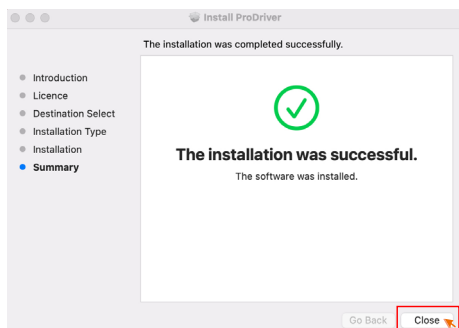 Install ProDriver
The installation was completed successfully.
Introduction
Licence
Destination Select
Installation Type
Installation
Summary
The installation was successful.
The software was installed.
Go Back
Close